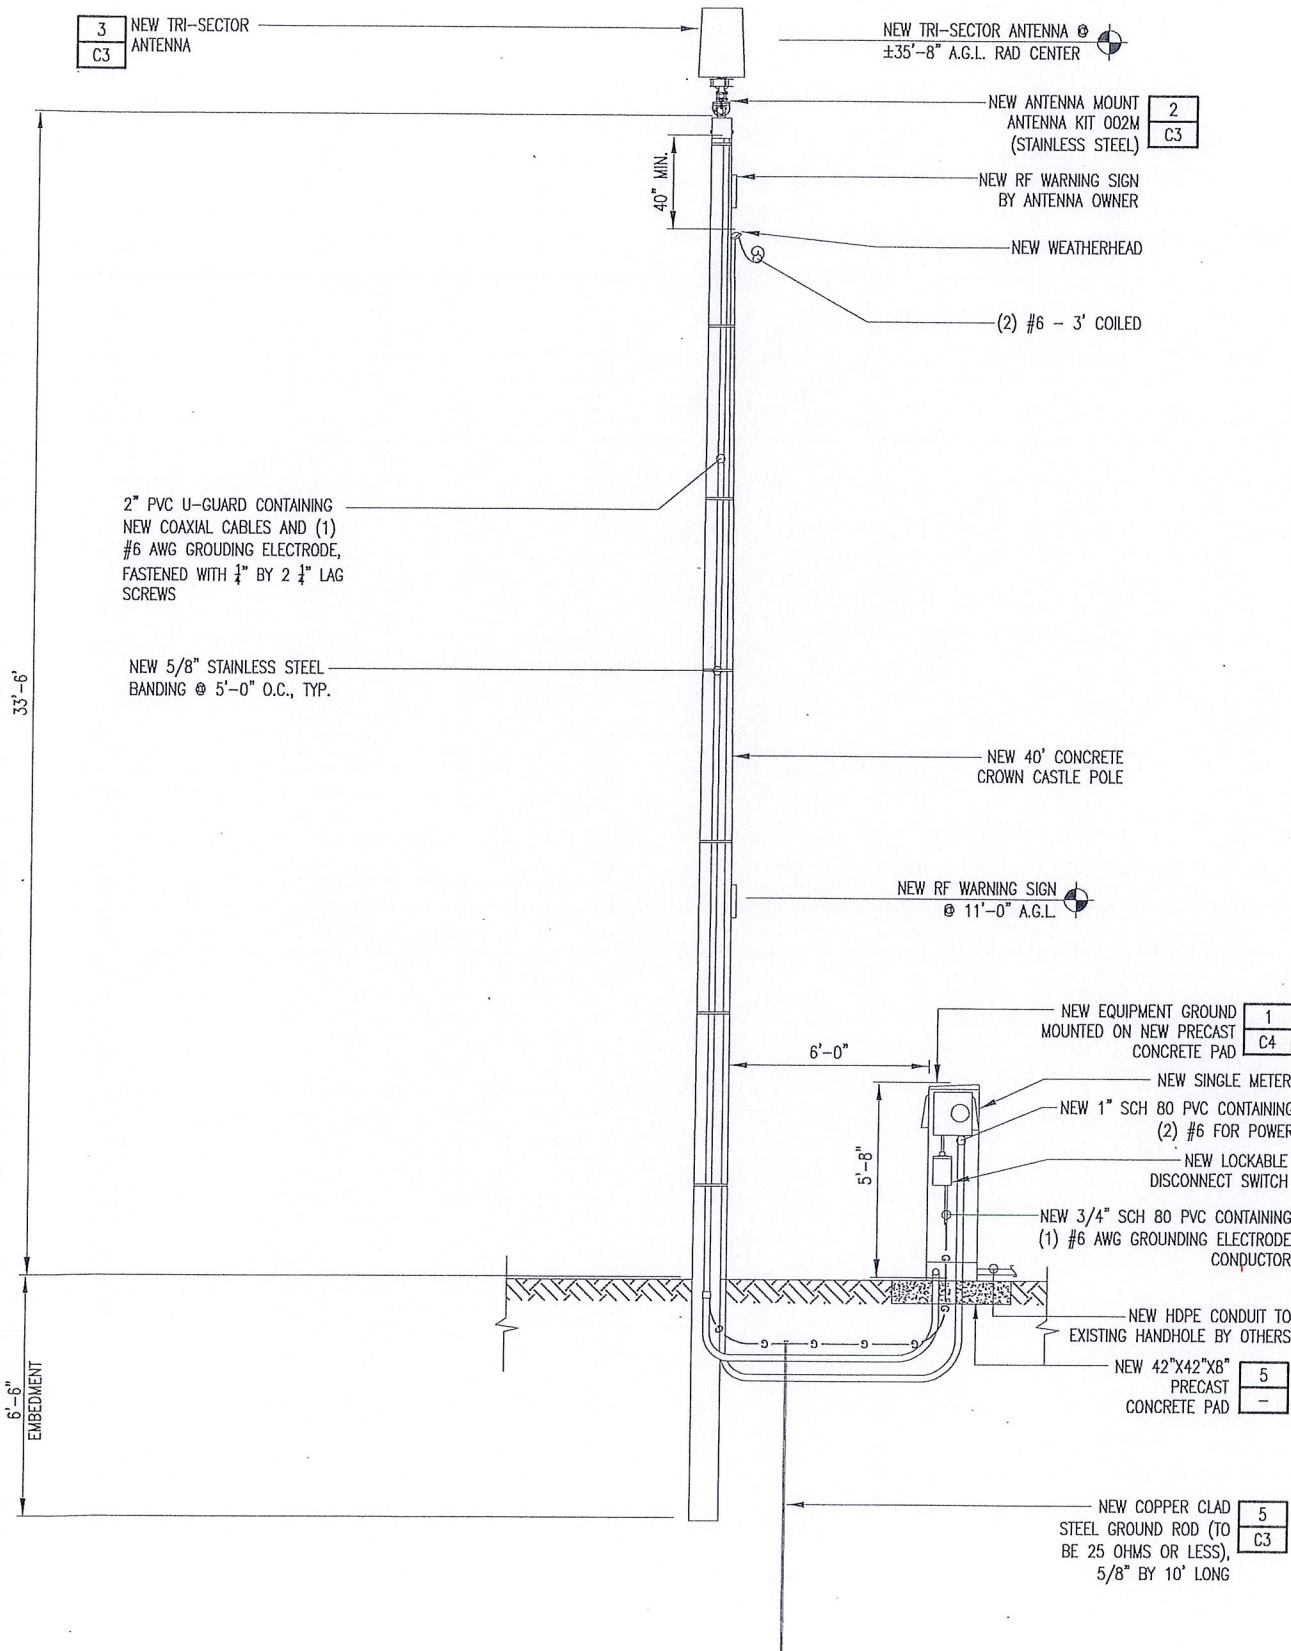 3
C3
NEW TRI-SECTOR
ANTENNA
NEW TRI-SECTOR ANTENNA @
±35'-8" A.G.L. RAD CENTER
NEW ANTENNA MOUNT
ANTENNA KIT 002M
(STAINLESS STEEL)
2
C3
40" MIN.
NEW RF WARNING SIGN
BY ANTENNA OWNER
NEW WEATHERHEAD
(2) #6 - 3' COILED
2" PVC U-GUARD CONTAINING
NEW COAXIAL CABLES AND (1)
#6 AWG GROUDING ELECTRODE,
FASTENED WITH 1/4" BY 2 1/4" LAG
SCREWS
NEW 5/8" STAINLESS STEEL
BANDING @ 5'-0" O.C., TYP.
33'-6'
NEW 40' CONCRETE
CROWN CASTLE POLE
NEW RF WARNING SIGN
@ 11'-0" A.G.L.
NEW EQUIPMENT GROUND
MOUNTED ON NEW PRECAST
CONCRETE PAD
1
C4
6'-0"
NEW SINGLE METER
NEW 1" SCH 80 PVC CONTAINING
(2) #6 FOR POWER
5'-8"
NEW LOCKABLE
DISCONNECT SWITCH
NEW 3/4" SCH 80 PVC CONTAINING
(1) #6 AWG GROUNDING ELECTRODE
CONDUCTOR
G
G
G
G
G
G
G
NEW HDPE CONDUIT TO
EXISTING HANDHOLE BY OTHERS
NEW 42"X42"X8"
PRECAST
CONCRETE PAD
5
-
6'-6"
EMBEDMENT
NEW COPPER CLAD
STEEL GROUND ROD (TO
BE 25 OHMS OR LESS),
5/8" BY 10' LONG
5
C3